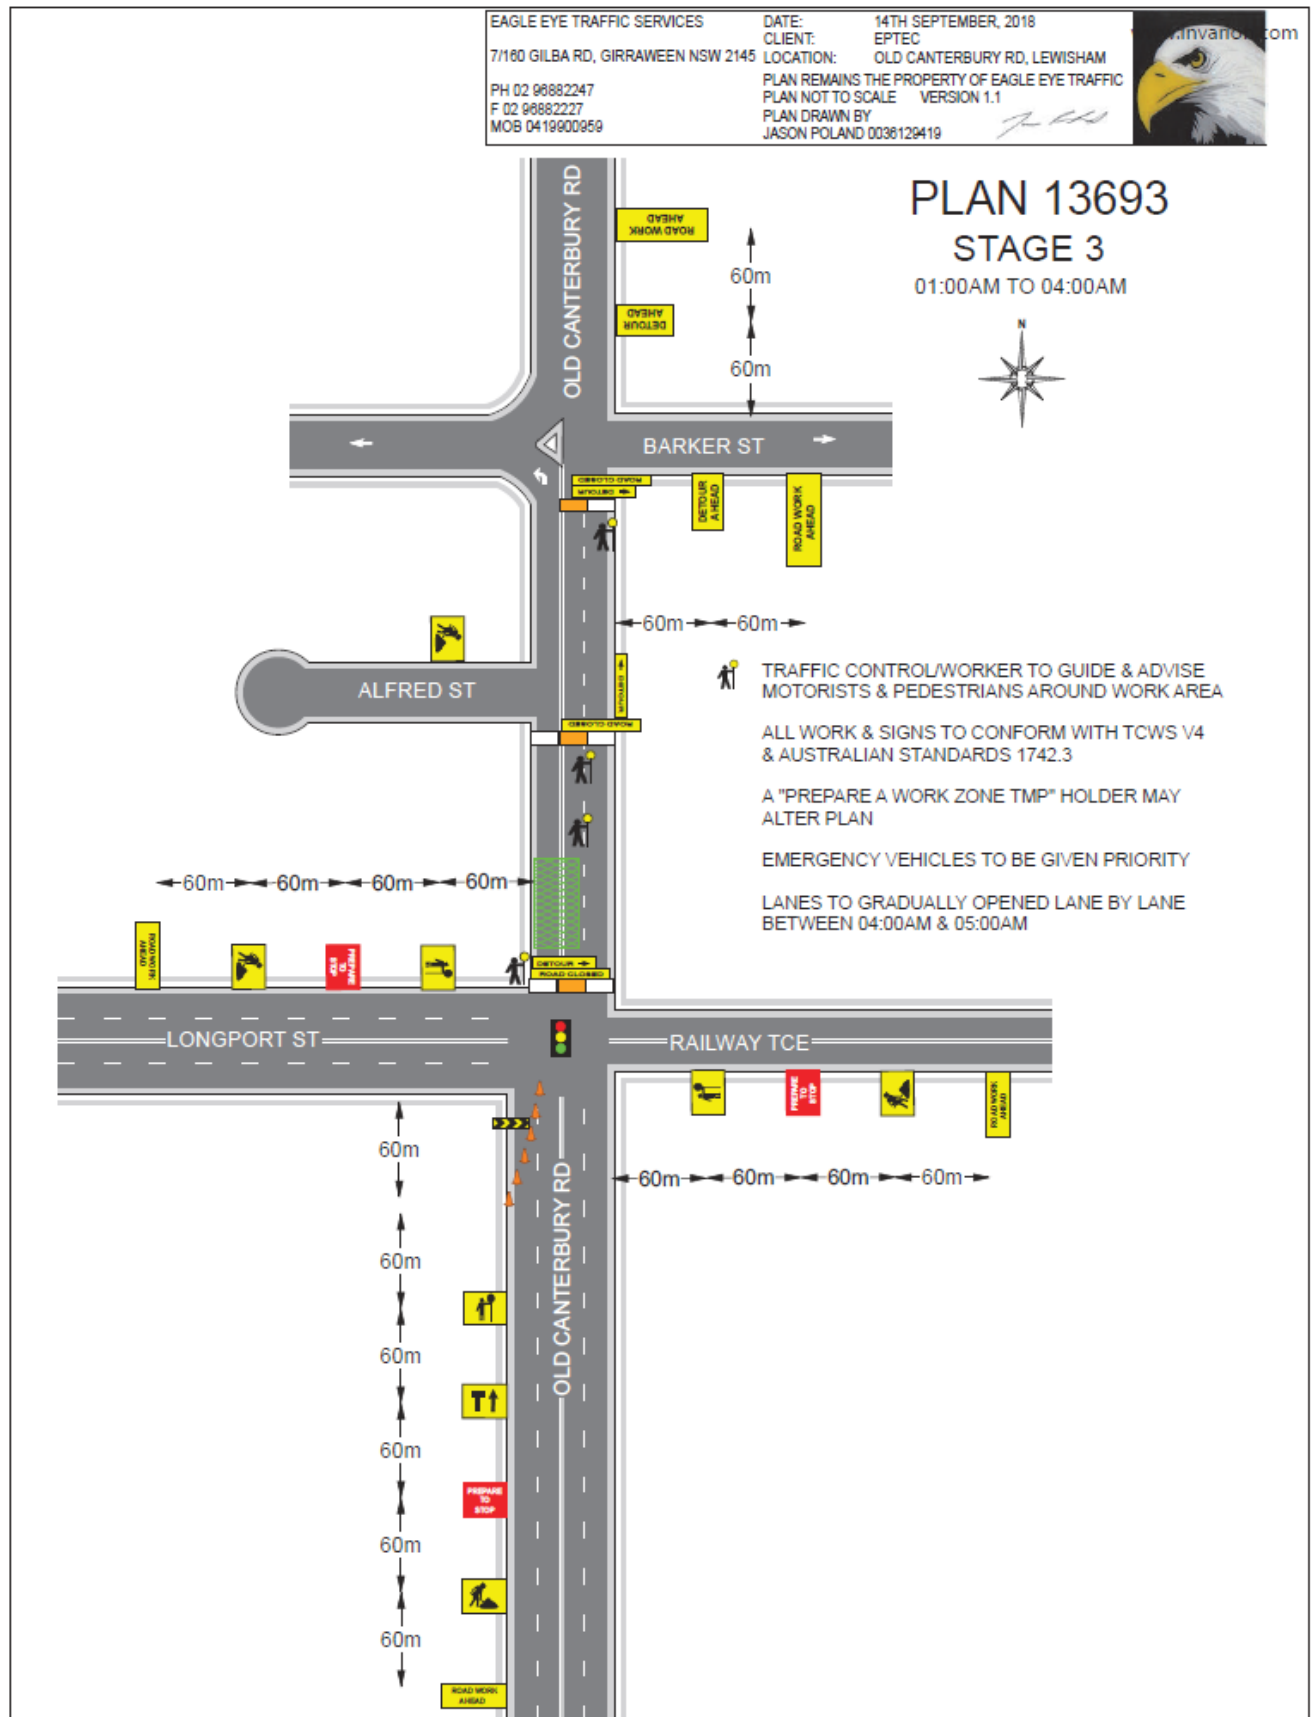 EAGLE EYE TRAFFIC SERVICES
7/160 GILBA RD, GIRRAWEEN NSW 2145
PH 02 96882247
F 02 96882227
MOB 0419900959
DATE: 14TH SEPTEMBER, 2018
CLIENT: EPTEC
LOCATION: OLD CANTERBURY RD, LEWISHAM
PLAN REMAINS THE PROPERTY OF EAGLE EYE TRAFFIC
PLAN NOT TO SCALE VERSION 1.1
PLAN DRAWN BY
JASON POLAND 0036129419
PLAN 13693
STAGE 3
01:00AM TO 04:00AM
N
OLD CANTERBURY RD
ROAD WORK
AHEAD
60m
DETOUR
AHEAD
60m
BARKER ST
ROAD CLOSED
DETOUR
DETOUR
AHEAD
ROAD WORK
AHEAD
60m
60m
ALFRED ST
DETOUR
ROAD CLOSED
TRAFFIC CONTROL/WORKER TO GUIDE & ADVISE
MOTORISTS & PEDESTRIANS AROUND WORK AREA
ALL WORK & SIGNS TO CONFORM WITH TCWS V4
& AUSTRALIAN STANDARDS 1742.3
A "PREPARE A WORK ZONE TMP" HOLDER MAY
ALTER PLAN
EMERGENCY VEHICLES TO BE GIVEN PRIORITY
LANES TO GRADUALLY OPENED LANE BY LANE
BETWEEN 04:00AM & 05:00AM
60m
60m
60m
60m
ROAD WORK
AHEAD
PREPARE
TO
STOP
DETOUR
ROAD CLOSED
LONGPORT ST
RAILWAY TCE
PREPARE
TO
STOP
ROAD WORK
AHEAD
60m
60m
60m
60m
60m
OLD CANTERBURY RD
60m
60m
T
60m
PREPARE
TO
STOP
60m
60m
ROAD WORK
AHEAD